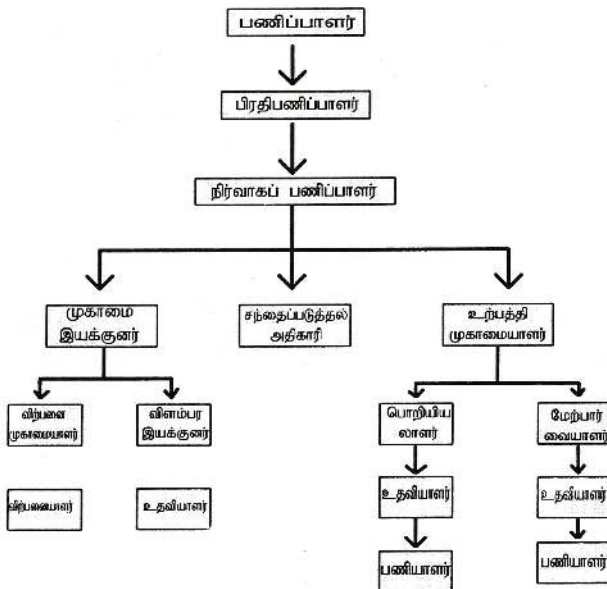 பணிப்பாளர்
பிரதிபணிப்பாளர்
நிர்வாகப் பணிப்பாளர்
முகாமை
இயக்குனர்
சந்தைப்படுத்தல்
அதிகாரி
உற்பத்தி
முகாமையாளர்
விற்பனை
முகாமையாளர்
விளம்பர
இயக்குனர்
பொறியிய
லாளர்
மேற்பார்
வையாளர்
விற்பனையாளர்
உதவியாளர்
உதவியாளர்
உதவியாளர்
பணியாளர்
பணியாளர்